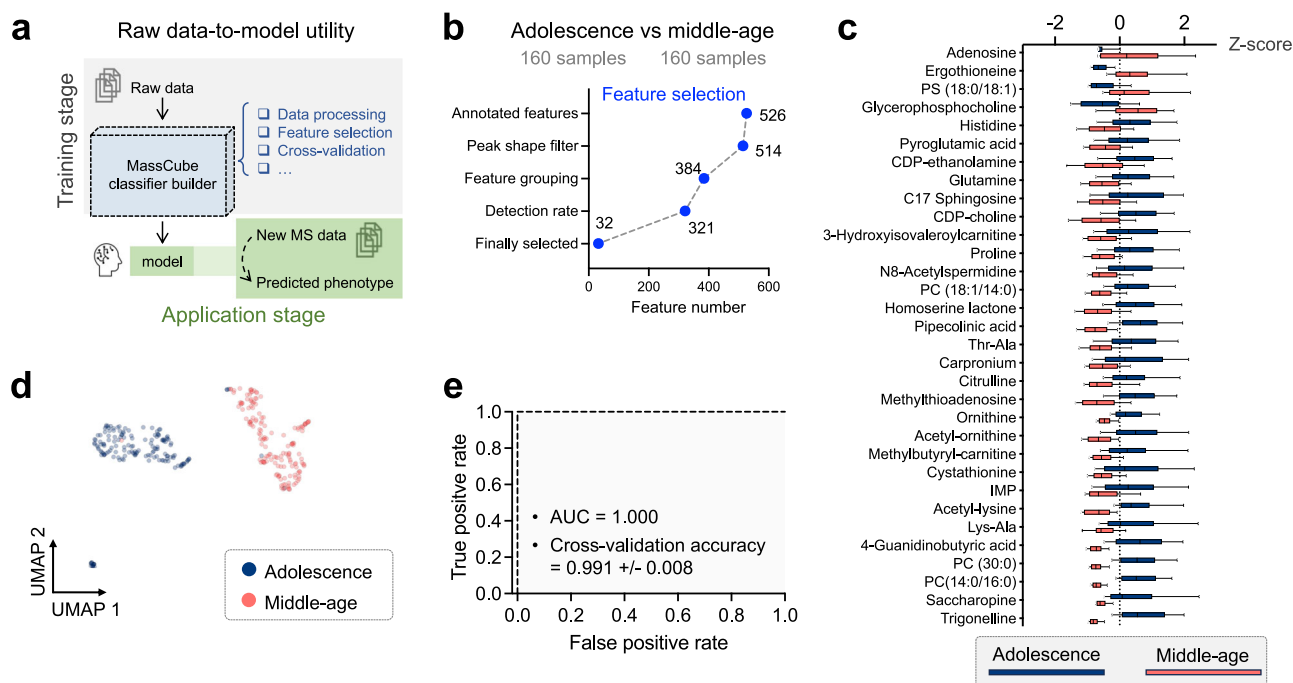 a
Raw data-to-model utility
Training stage
Raw data
MassCube
classifier builder
Data processing
Feature selection
Cross-validation
...
model
New MS data
Predicted phenotype
Application stage
b
Adolescence vs middle-age
160 samples 160 samples
Feature selection
Annotated features
Peak shape filter
Feature grouping
Detection rate
Finally selected
526
514
384
321
32
0 200 400 600
Feature number
c
-2 0 2
Z-score
Adenosine
Ergothioneine
PS (18:0/18:1)
Glycerophosphocholine
Histidine
Pyroglutamic acid
CDP-ethanolamine
Glutamine
C17 Sphingosine
CDP-choline
3-Hydroxyisovaleroylcarnitine
Proline
N8-Acetylspermidine
PC (18:1/14:0)
Homoserine lactone
Pipecolinic acid
Thr-Ala
Carpronium
Citrulline
Methylthioadenosine
Ornithine
Acetyl-ornithine
Methylbutyryl-carnitine
Cystathionine
IMP
Acetyl-lysine
Lys-Ala
4-Guanidinobutyric acid
PC (30:0)
PC(14:0/16:0)
Saccharopine
Trigonelline
Adolescence Middle-age
d
UMAP 2
UMAP 1
Adolescence
Middle-age
e
True positive rate
1.0
0.8
0.6
0.4
0.2
0.0
• AUC = 1.000
• Cross-validation accuracy
= 0.991 +/- 0.008
0.0 0.2 0.4 0.6 0.8 1.0
False positive rate